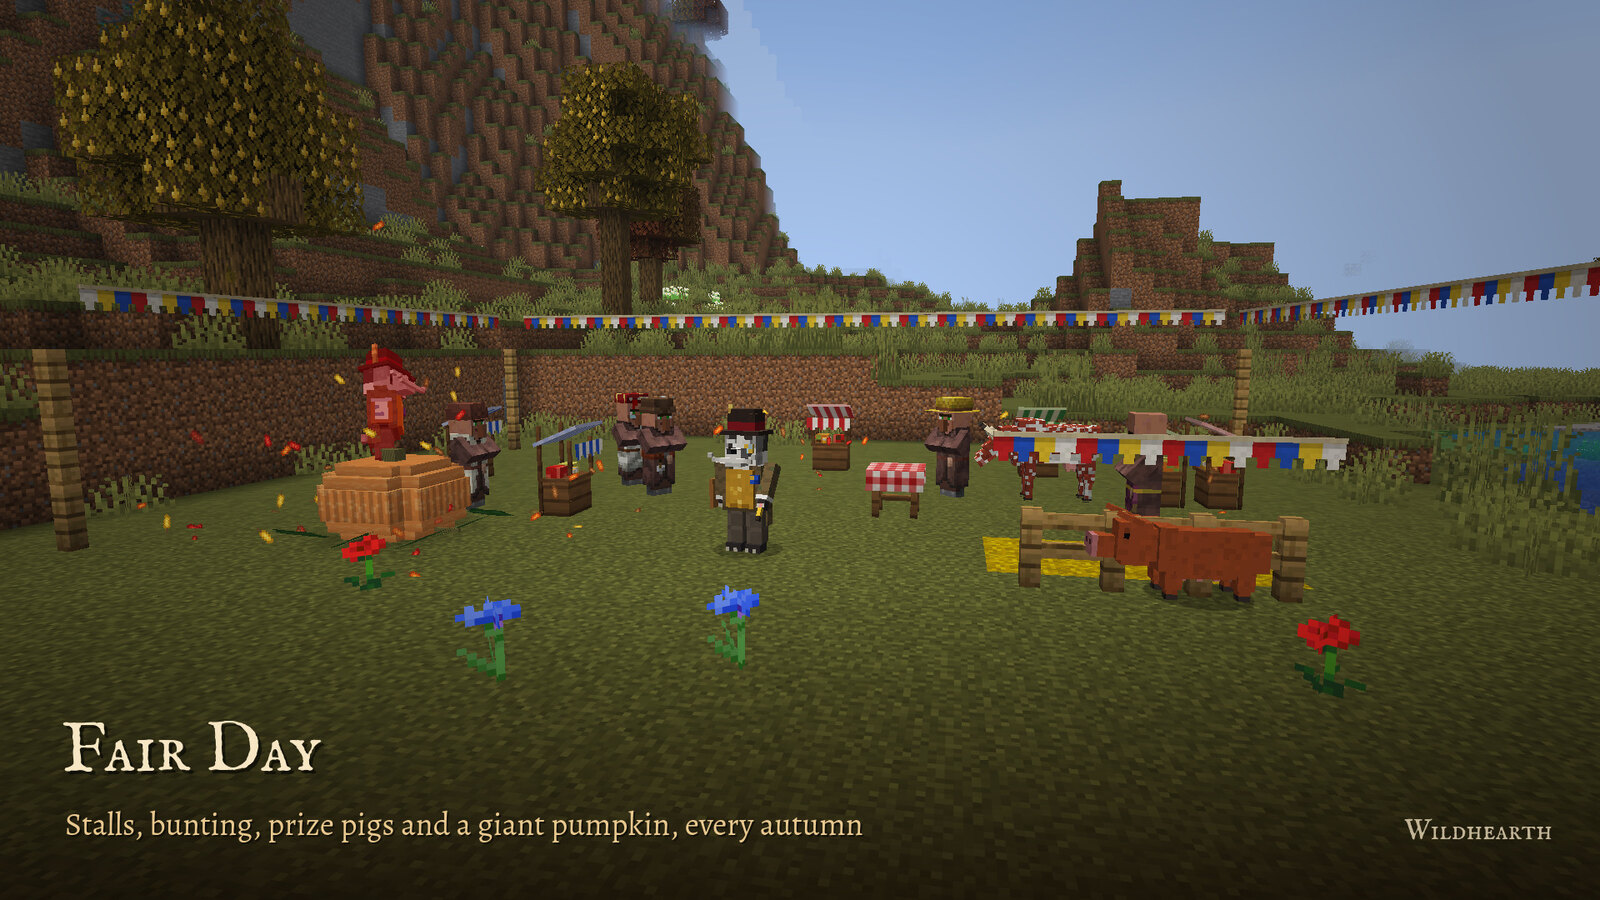 Fair Day
Stalls, bunting, prize pigs and a giant pumpkin, every autumn
Wildhearth